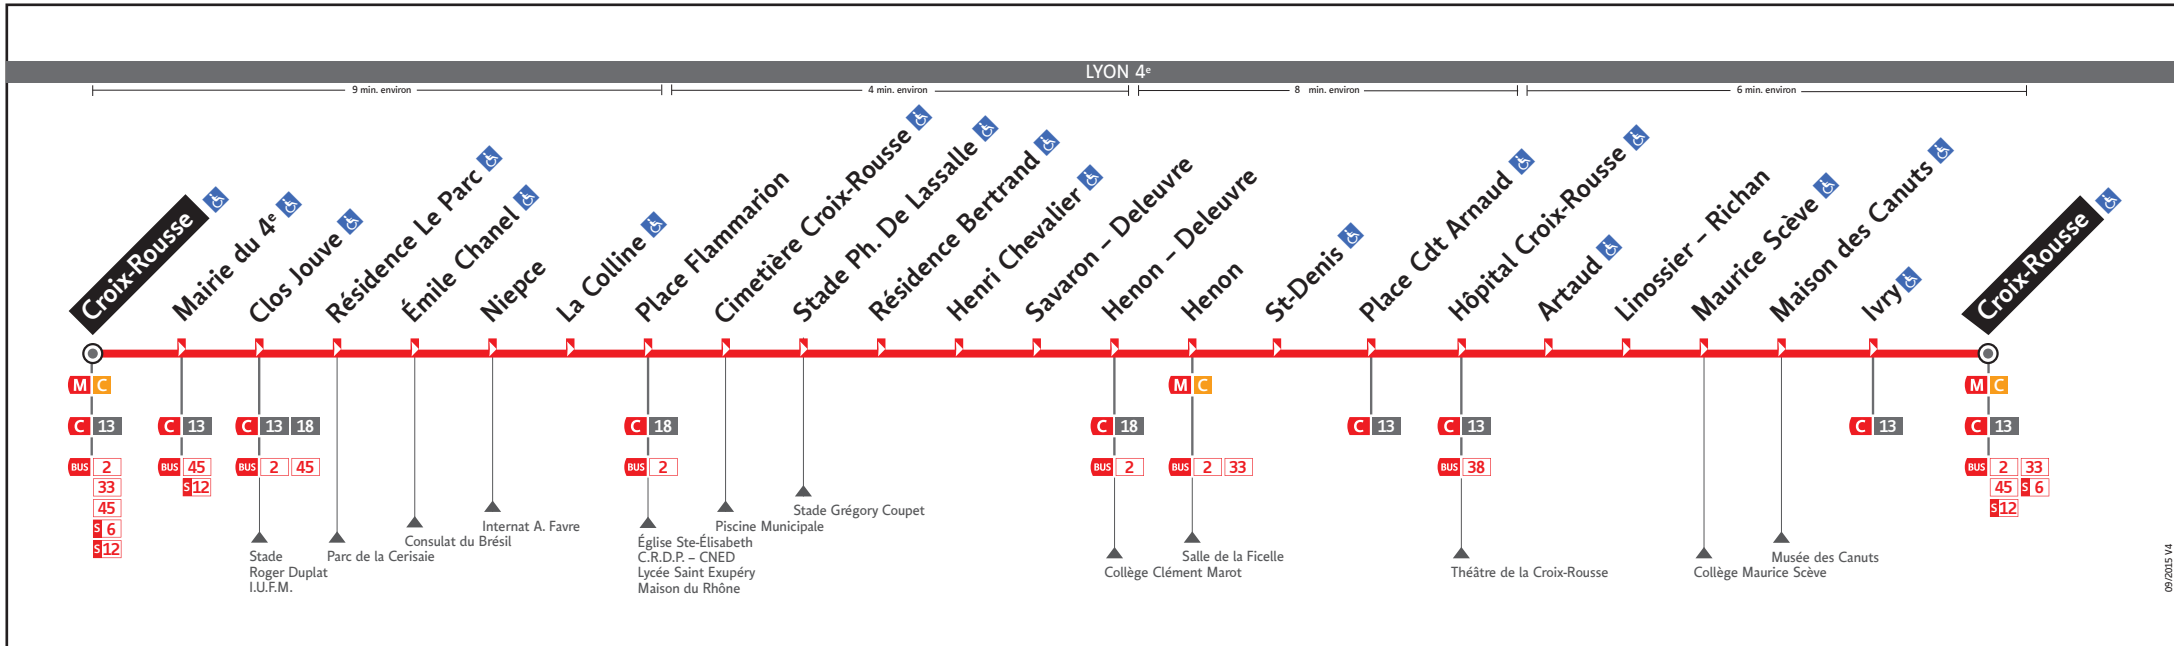 LYON 4e
9 min. environ
4 min. environ
8 min. environ
6 min. environ
Croix-Rousse
Mairie du 4e
Clos Jouve
Résidence Le Parc
Émile Chanel
Niepce
La Colline
Place Flammarion
Cimetière Croix-Rousse
Stade Ph. De Lassalle
Résidence Bertrand
Henri Chevalier
Savaron – Deleuvre
Henon – Deleuvre
Henon
St-Denis
Place Cdt Arnaud
Hôpital Croix-Rousse
Artaud
Linossier – Richan
Maurice Scève
Maison des Canuts
Ivry
Croix-Rousse
M C
C 13
BUS 2
33
45
S 6
S 12
C 13
BUS 45
S 12
C 13 18
BUS 2 45
Stade
Roger Duplat
I.U.F.M.
Parc de la Cerisaie
Consulat du Brésil
Internat A. Favre
C 18
BUS 2
Église Ste-Élisabeth
C.R.D.P. – CNED
Lycée Saint Exupéry
Maison du Rhône
Piscine Municipale
Stade Grégory Coupet
C 18
BUS 2
Collège Clément Marot
M C
BUS 2 33
Salle de la Ficelle
C 13
C 13
BUS 38
Théâtre de la Croix-Rousse
Collège Maurice Scève
Musée des Canuts
C 13
M C
C 13
BUS 2 33
45 S 6
S 12
09/2015 V4